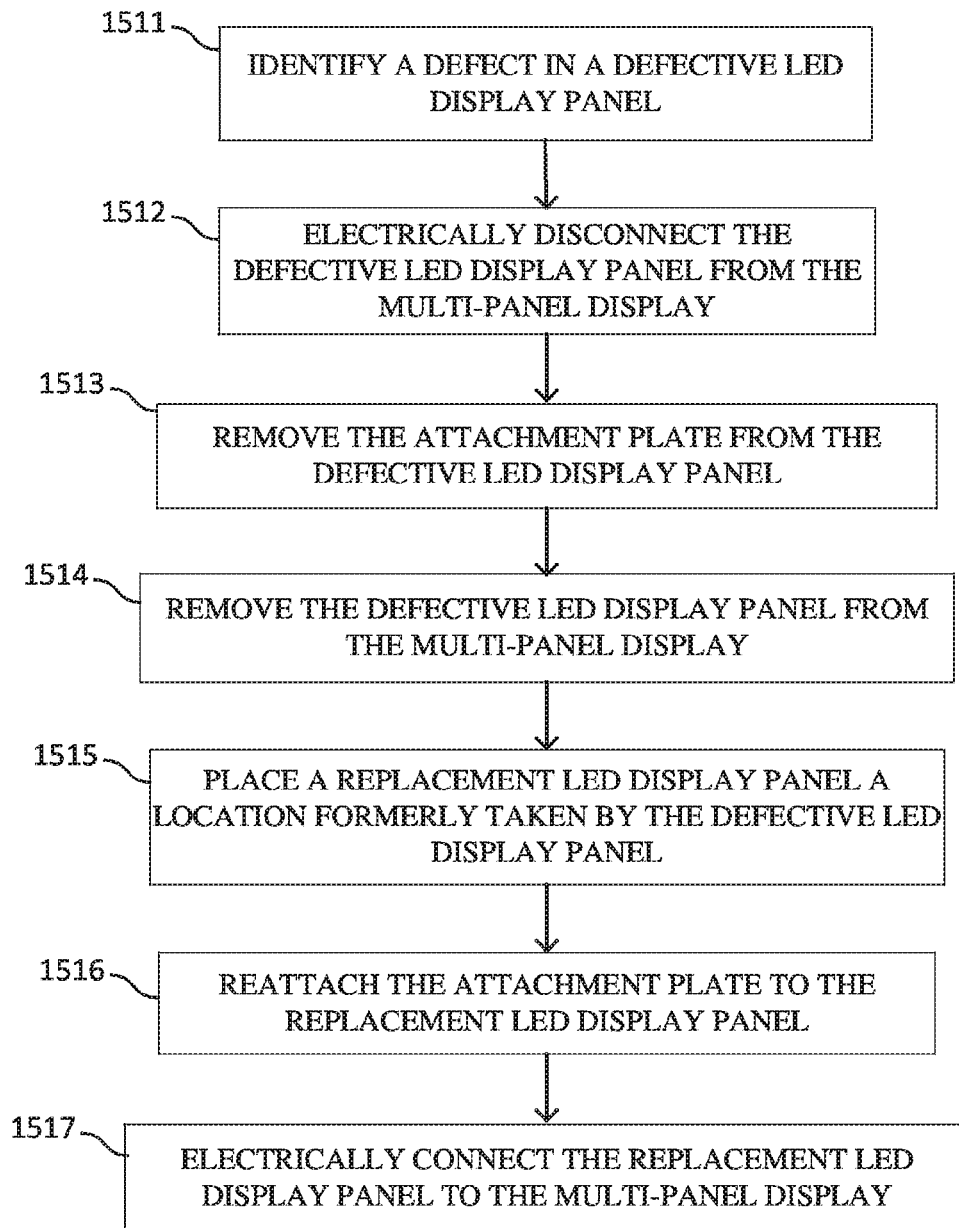 1511
IDENTIFY A DEFECT IN A DEFECTIVE LED
DISPLAY PANEL
1512
ELECTRICALLY DISCONNECT THE
DEFECTIVE LED DISPLAY PANEL FROM THE
MULTI-PANEL DISPLAY
1513
REMOVE THE ATTACHMENT PLATE FROM THE
DEFECTIVE LED DISPLAY PANEL
1514
REMOVE THE DEFECTIVE LED DISPLAY PANEL FROM
THE MULTI-PANEL DISPLAY
1515
PLACE A REPLACEMENT LED DISPLAY PANEL A
LOCATION FORMERLY TAKEN BY THE DEFECTIVE LED
DISPLAY PANEL
1516
REATTACH THE ATTACHMENT PLATE TO THE
REPLACEMENT LED DISPLAY PANEL
1517
ELECTRICALLY CONNECT THE REPLACEMENT LED
DISPLAY PANEL TO THE MULTI-PANEL DISPLAY